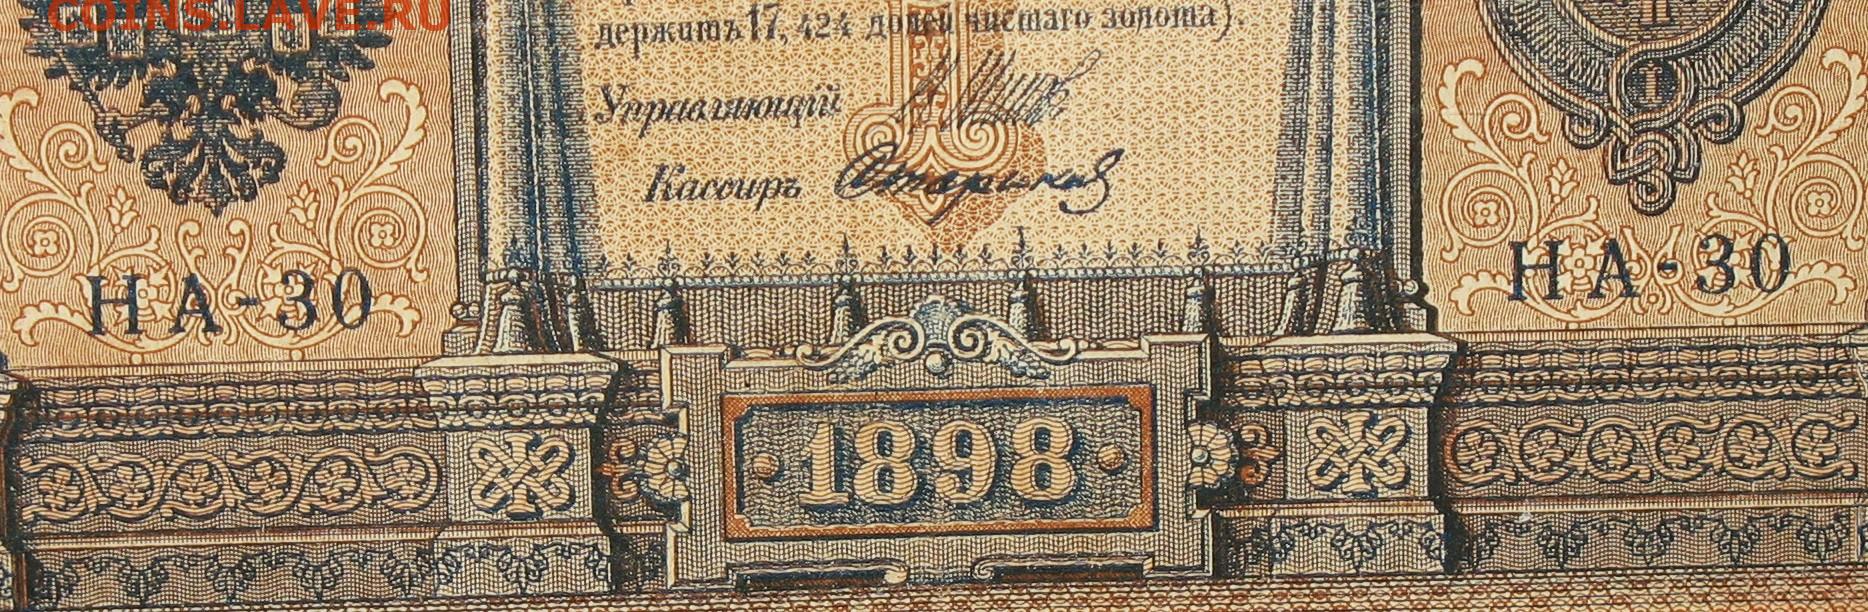 COINS.LAVE.RU
держитъ 17,424 долей чистаго золота).
Управляющій
Кассиръ
НА-30
НА-30
1898